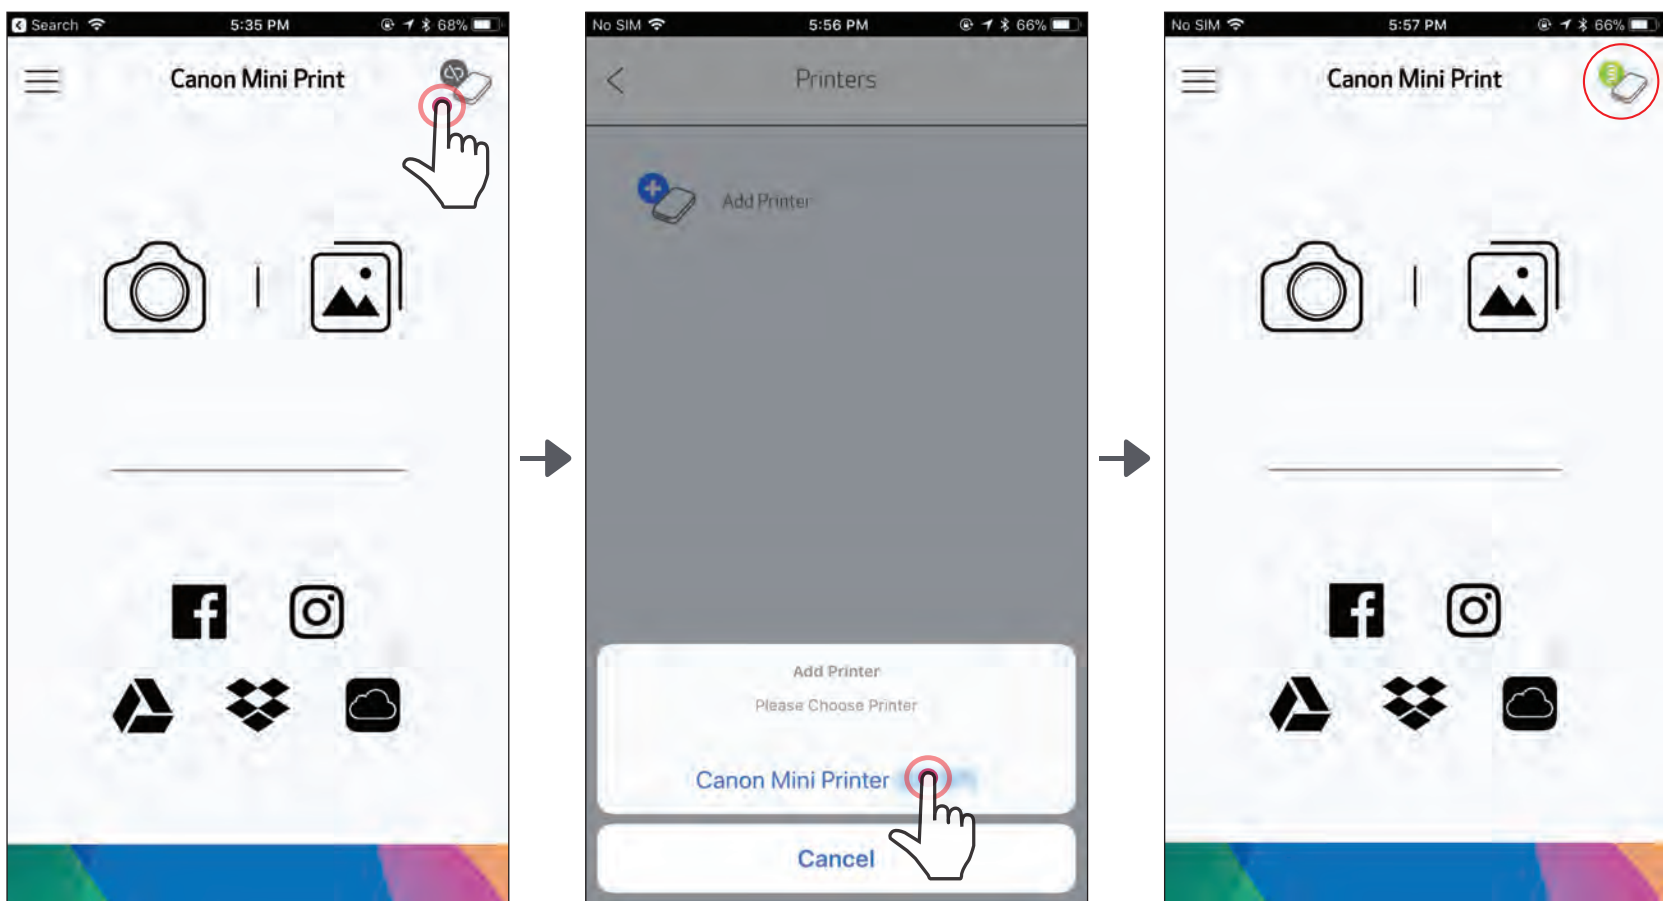 Search 5:35 PM 68%
Canon Mini Print
No SIM 5:56 PM 66%
Printers
Add Printer
Add Printer
Please Choose Printer
Canon Mini Printer
Cancel
No SIM 5:57 PM 66%
Canon Mini Print